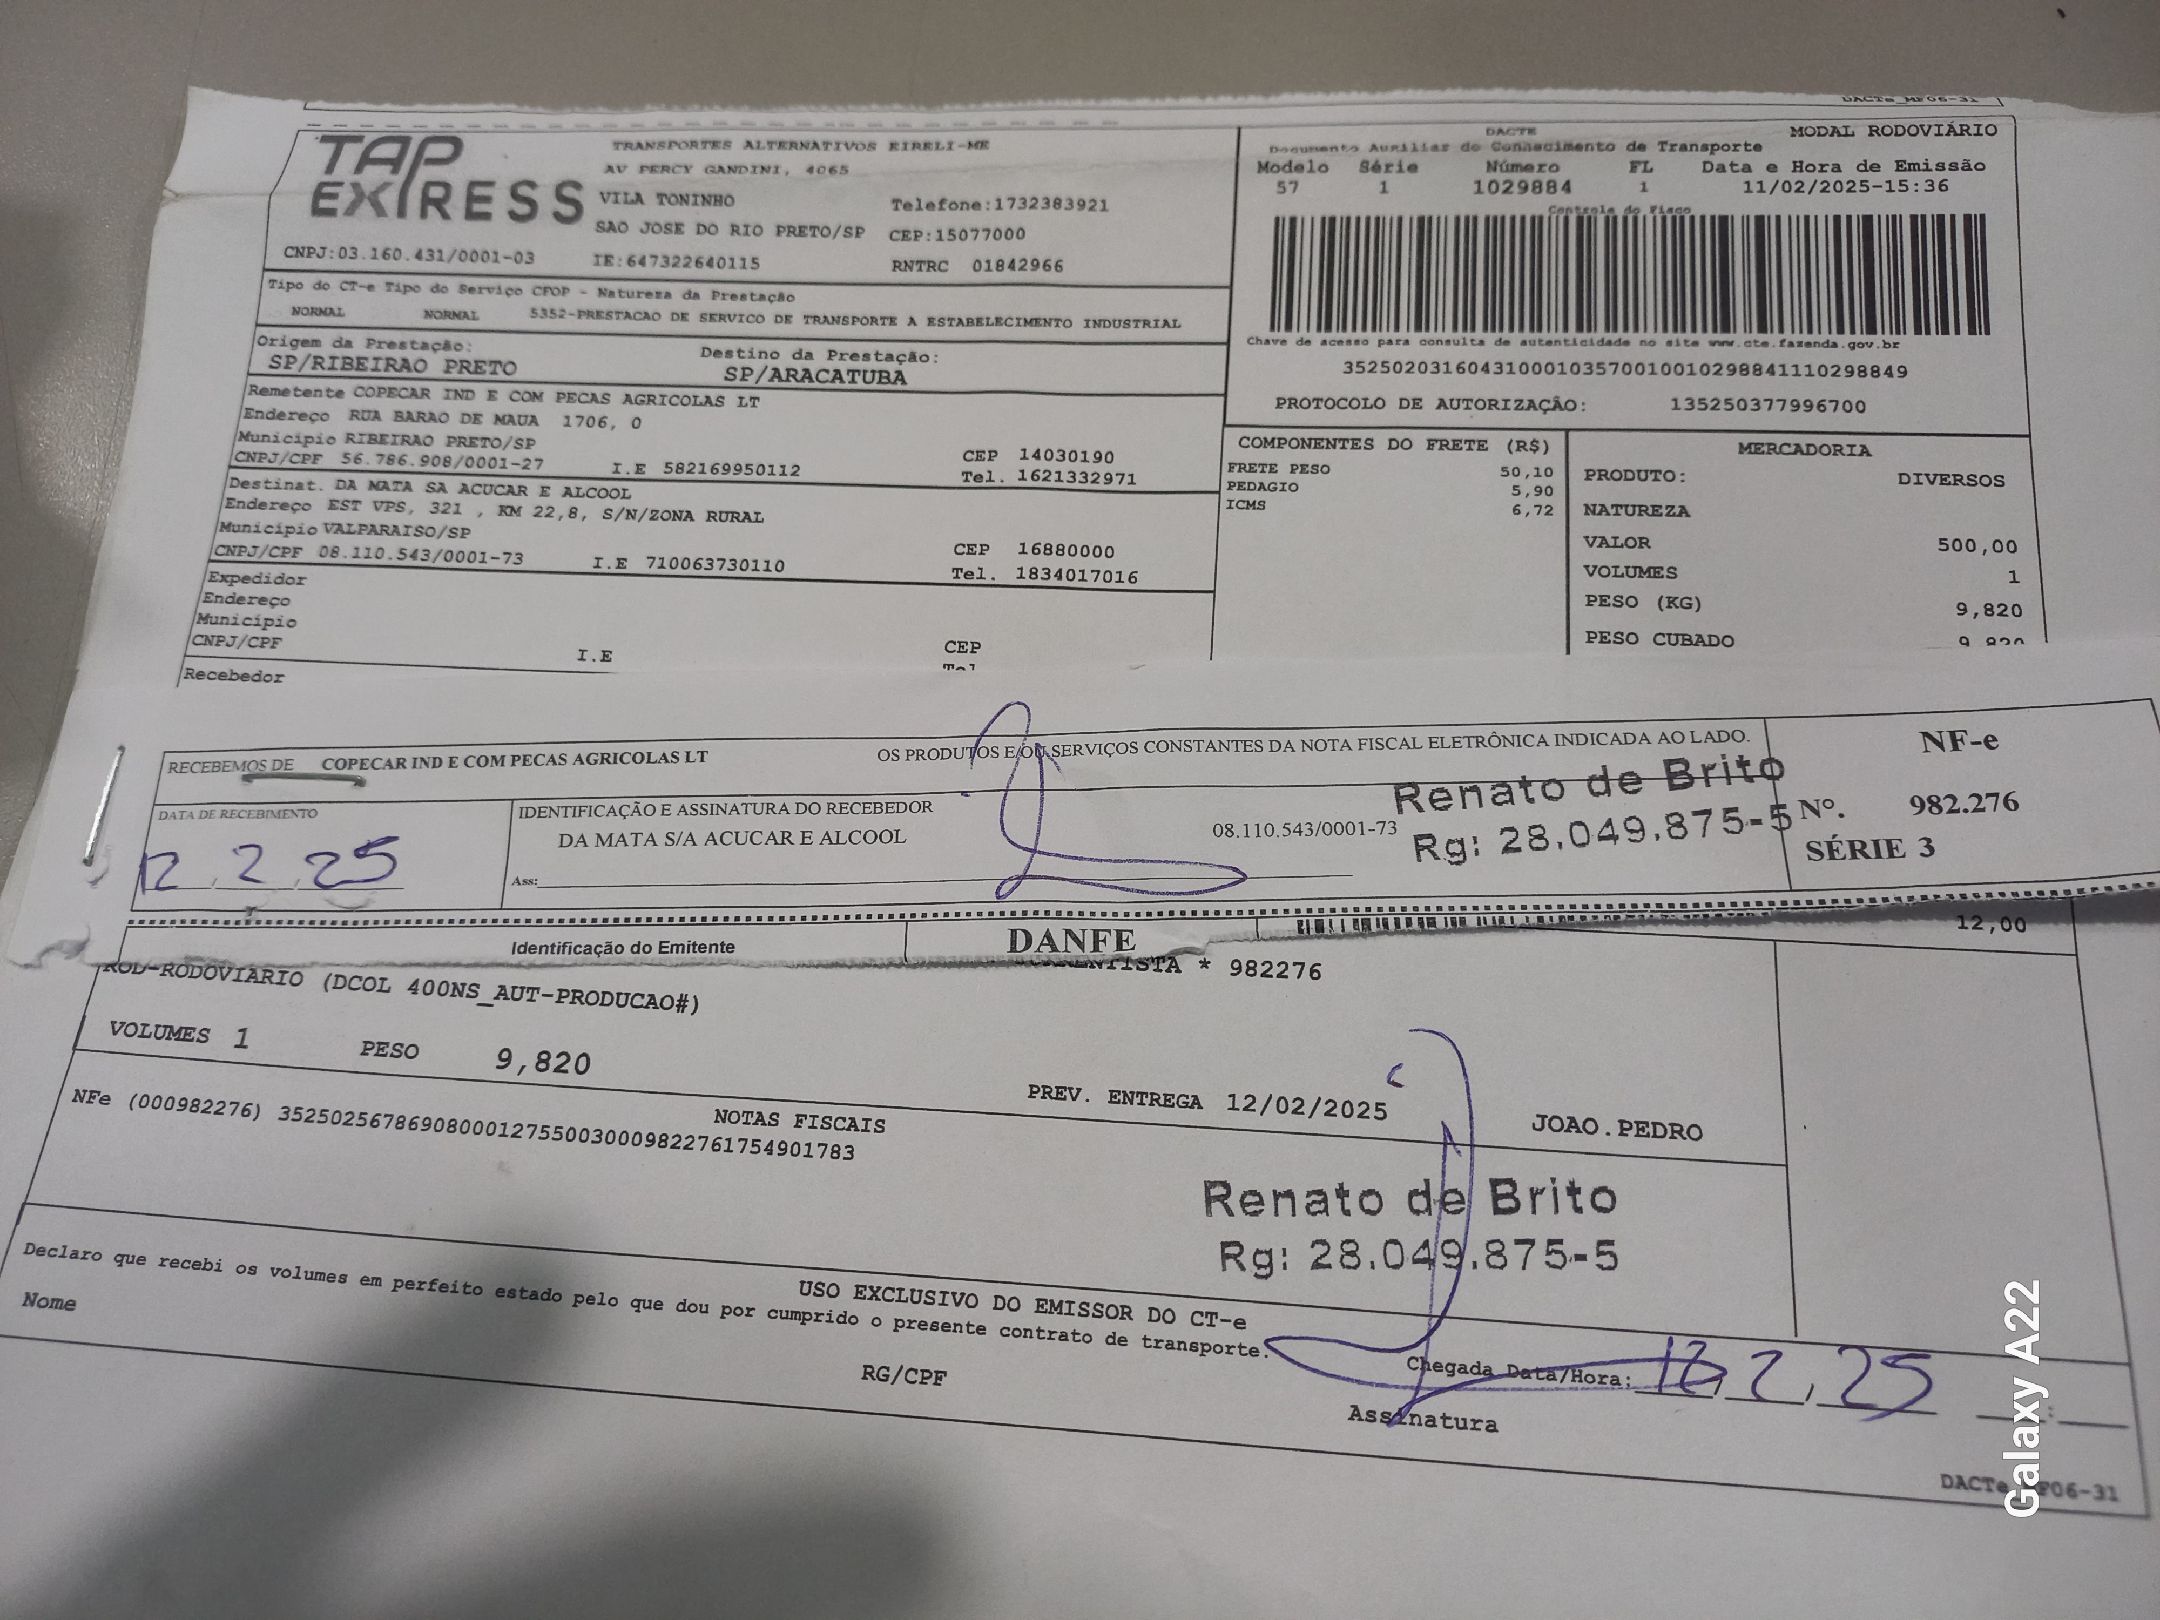 DACTe_MF06-31
TAP EXPRESS
TRANSPORTES ALTERNATIVOS EIRELI-ME
AV PERCY GANDINI, 4065
VILA TONINHO Telefone:1732383921
SAO JOSE DO RIO PRETO/SP CEP:15077000
CNPJ:03.160.431/0001-03 IE:647322640115 RNTRC 01842966
DACTE MODAL RODOVIÁRIO
Documento Auxiliar do Conhecimento de Transporte
Modelo Série Número FL Data e Hora de Emissão
57 1 1029884 1 11/02/2025-15:36
Controle do Fisco
Chave de acesso para consulta de autenticidade no site www.cte.fazenda.gov.br
35250203160431000103570010010298841110298849
PROTOCOLO DE AUTORIZAÇÃO: 135250377996700
Tipo do CT-e Tipo do Serviço CFOP - Natureza da Prestação
NORMAL NORMAL 5352-PRESTACAO DE SERVICO DE TRANSPORTE A ESTABELECIMENTO INDUSTRIAL
Origem da Prestação: Destino da Prestação:
SP/RIBEIRAO PRETO SP/ARACATUBA
Remetente COPECAR IND E COM PECAS AGRICOLAS LT
Endereço RUA BARAO DE MAUA 1706, 0
Município RIBEIRAO PRETO/SP CEP 14030190
CNPJ/CPF 56.786.908/0001-27 I.E 582169950112 Tel. 1621332971
Destinat. DA MATA SA ACUCAR E ALCOOL
Endereço EST VPS, 321 , KM 22,8, S/N/ZONA RURAL
Município VALPARAISO/SP CEP 16880000
CNPJ/CPF 08.110.543/0001-73 I.E 710063730110 Tel. 1834017016
Expedidor
Endereço
Município CEP
CNPJ/CPF I.E Tel
Recebedor
COMPONENTES DO FRETE (R$)
FRETE PESO 50,10
PEDAGIO 5,90
ICMS 6,72
MERCADORIA
PRODUTO: DIVERSOS
NATUREZA
VALOR 500,00
VOLUMES 1
PESO (KG) 9,820
PESO CUBADO 9,820
RECEBEMOS DE COPECAR IND E COM PECAS AGRICOLAS LT OS PRODUTOS E/OU SERVIÇOS CONSTANTES DA NOTA FISCAL ELETRÔNICA INDICADA AO LADO.
NF-e
Nº. 982.276
SÉRIE 3
DATA DE RECEBIMENTO IDENTIFICAÇÃO E ASSINATURA DO RECEBEDOR
DA MATA S/A ACUCAR E ALCOOL 08.110.543/0001-73
12 2 25 Ass:
Renato de Brito
Rg: 28.049.875-5
Identificação do Emitente DANFE
12,00
* 982276
ROD-RODOVIARIO (DCOL 400NS_AUT-PRODUCAO#)
VOLUMES 1 PESO 9,820
PREV. ENTREGA 12/02/2025 JOAO.PEDRO
NOTAS FISCAIS
NFe (000982276) 35250256786908000127550030009822761754901783
Renato de Brito
Rg: 28.049.875-5
USO EXCLUSIVO DO EMISSOR DO CT-e
Declaro que recebi os volumes em perfeito estado pelo que dou por cumprido o presente contrato de transporte.
Nome RG/CPF Chegada Data/Hora: 12, 2, 25
Assinatura
DACTe_MF06-31
Galaxy A22